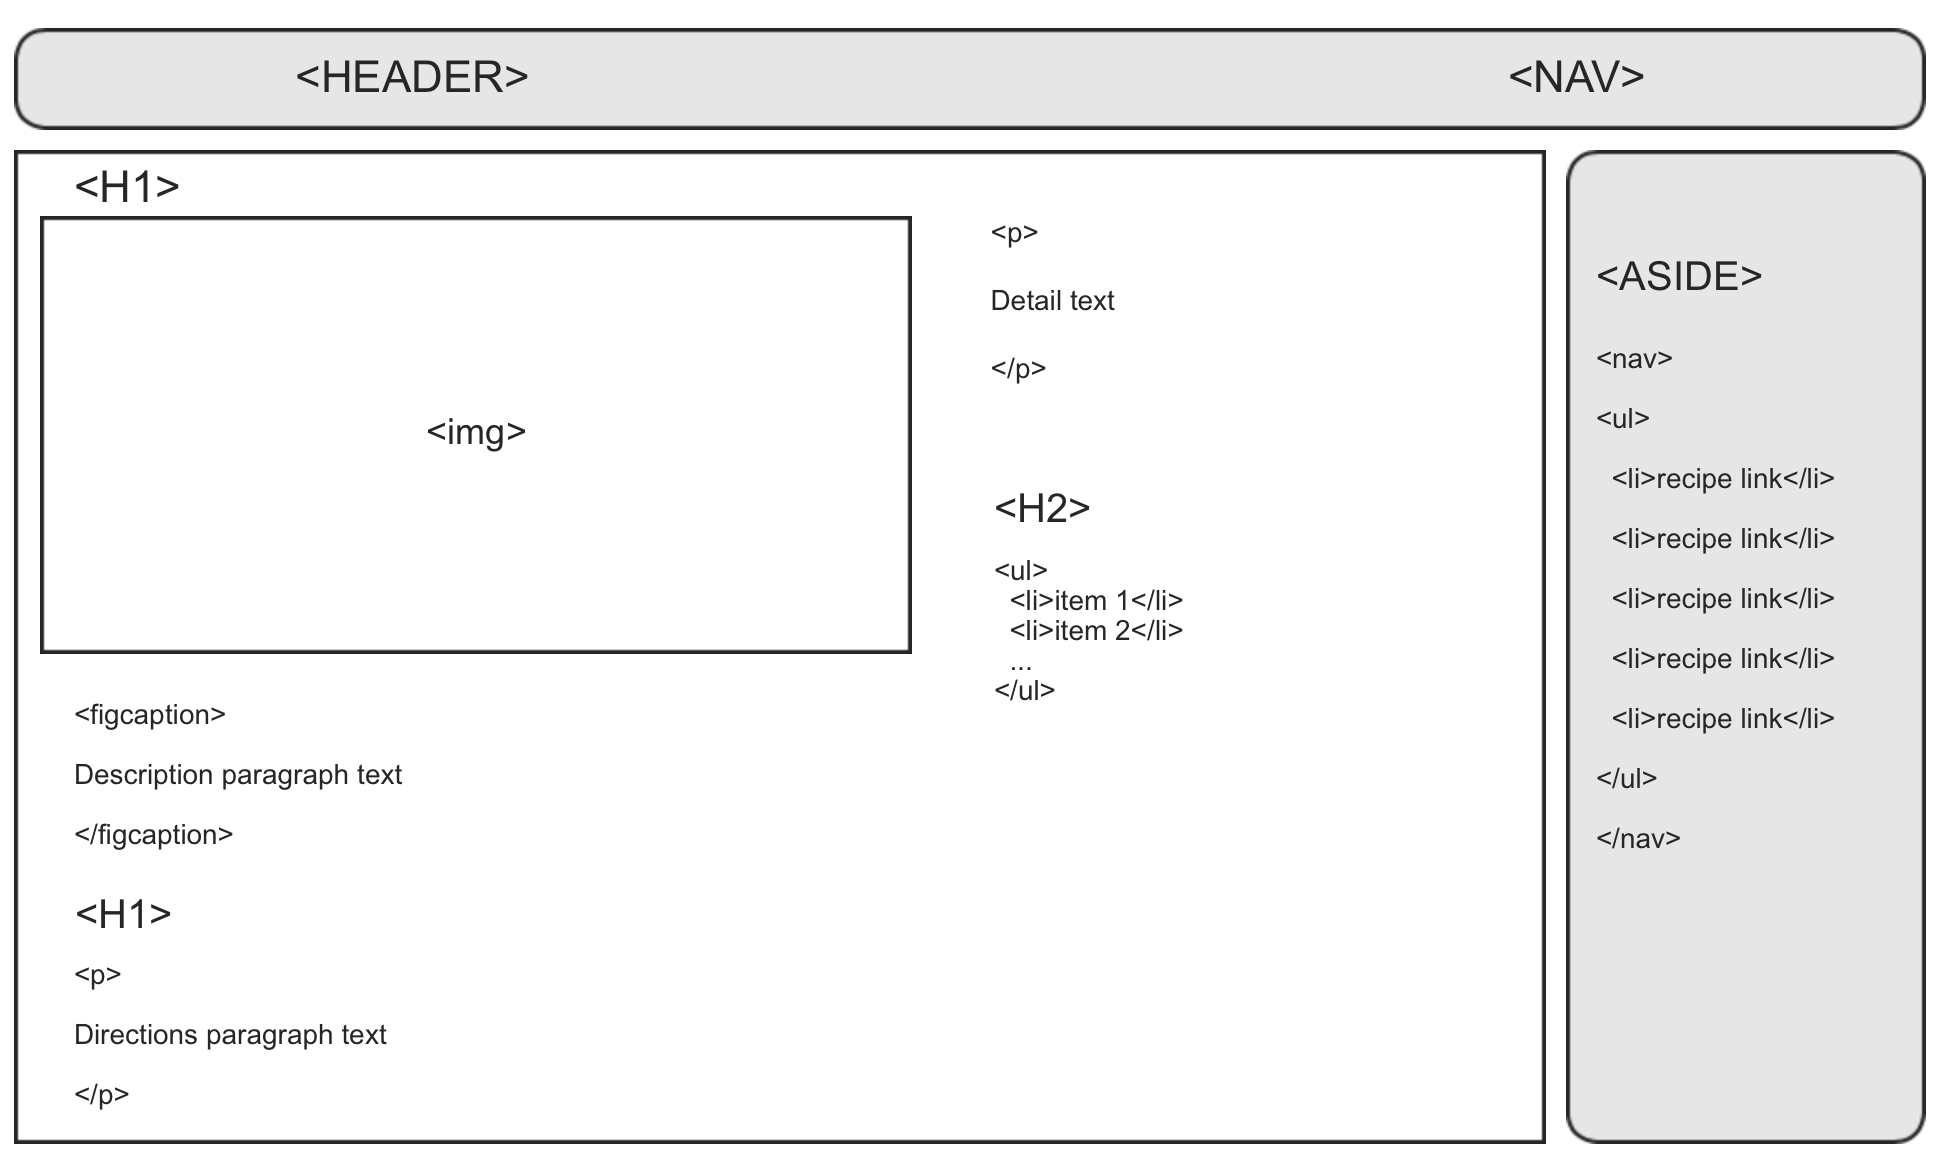 <HEADER>
<NAV>
<H1>
<img>
<figcaption>
Description paragraph text
</figcaption>
<H1>
<p>
Directions paragraph text
</p>
<p>
Detail text
</p>
<H2>
<ul>
<li>item 1</li>
<li>item 2</li>
...
</ul>
<ASIDE>
<nav>
<ul>
<li>recipe link</li>
<li>recipe link</li>
<li>recipe link</li>
<li>recipe link</li>
<li>recipe link</li>
</ul>
</nav>